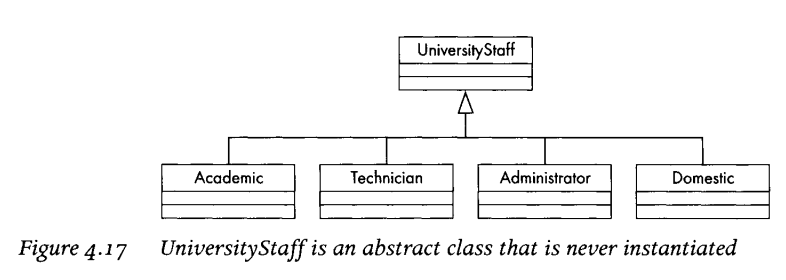 UniversityStaff
Academic Technician Administrator Domestic
Figure 4.17 UniversityStaff is an abstract class that is never instantiated